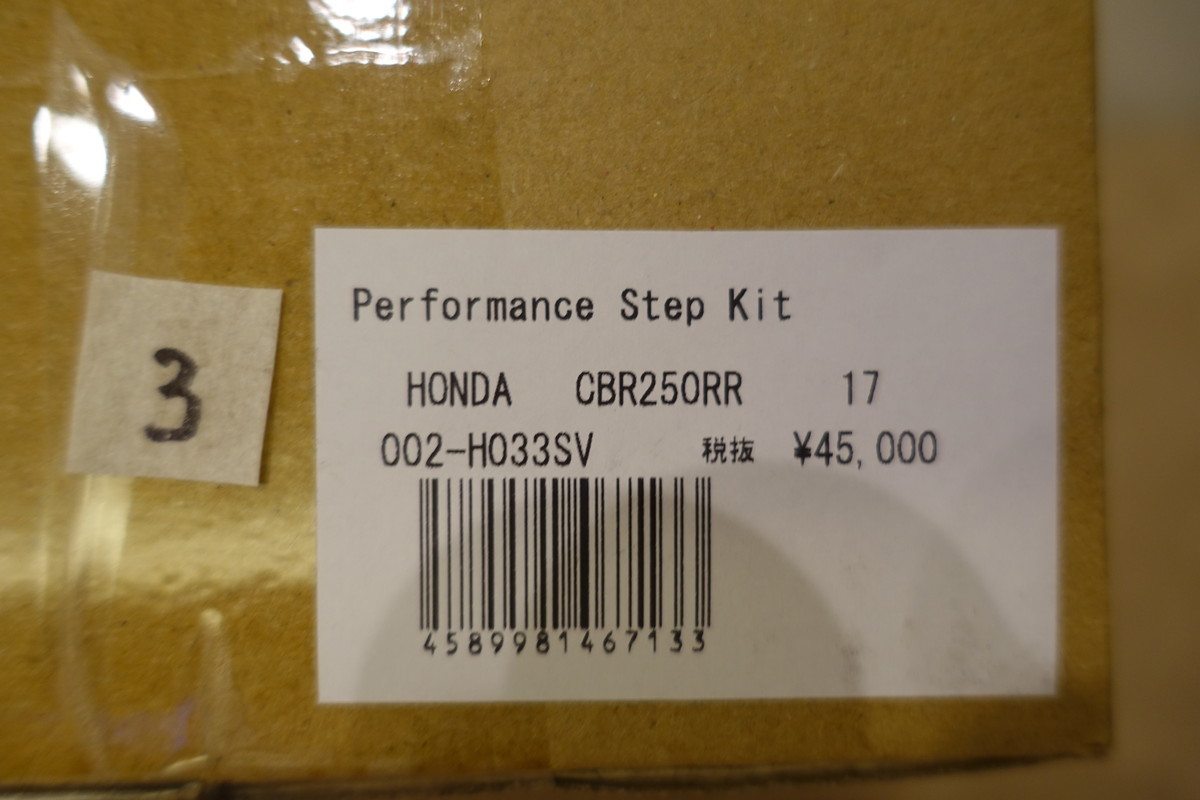 Performance Step Kit
HONDA CBR250RR 17
002-H033SV 税抜 ¥45,000
4589981467133
3